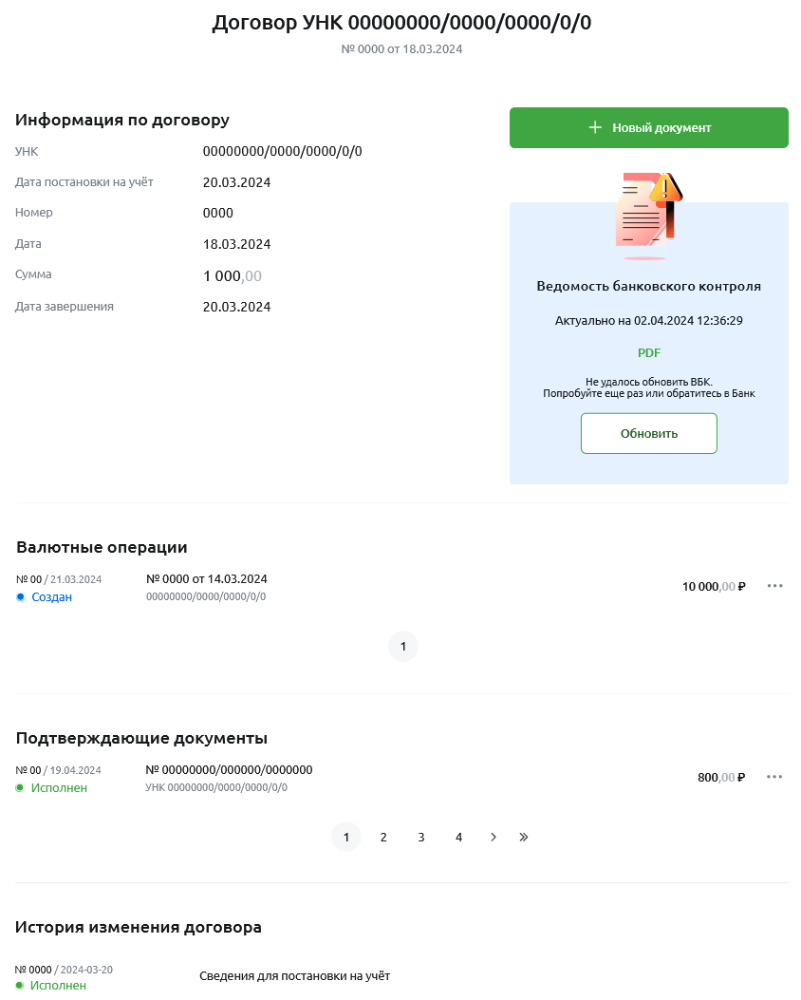 Договор УНК 00000000/0000/0000/0/0
№ 0000 от 18.03.2024
Информация по договору
УНК 00000000/0000/0000/0/0
Дата постановки на учёт 20.03.2024
Номер 0000
Дата 18.03.2024
Сумма 1 000,00
Дата завершения 20.03.2024
Новый документ
Ведомость банковского контроля
Актуально на 02.04.2024 12:36:29
PDF
Не удалось обновить ВБК.
Попробуйте еще раз или обратитесь в Банк
Обновить
Валютные операции
№ 00 / 21.03.2024 № 0000 от 14.03.2024
Создан 00000000/0000/0000/0/0
10 000,00 ₽
1
Подтверждающие документы
№ 00 / 19.04.2024 № 00000000/000000/0000000
Исполнен УНК 00000000/0000/0000/0/0
800,00 ₽
1 2 3 4
История изменения договора
№ 0000 / 2024-03-20
Исполнен
Сведения для постановки на учёт